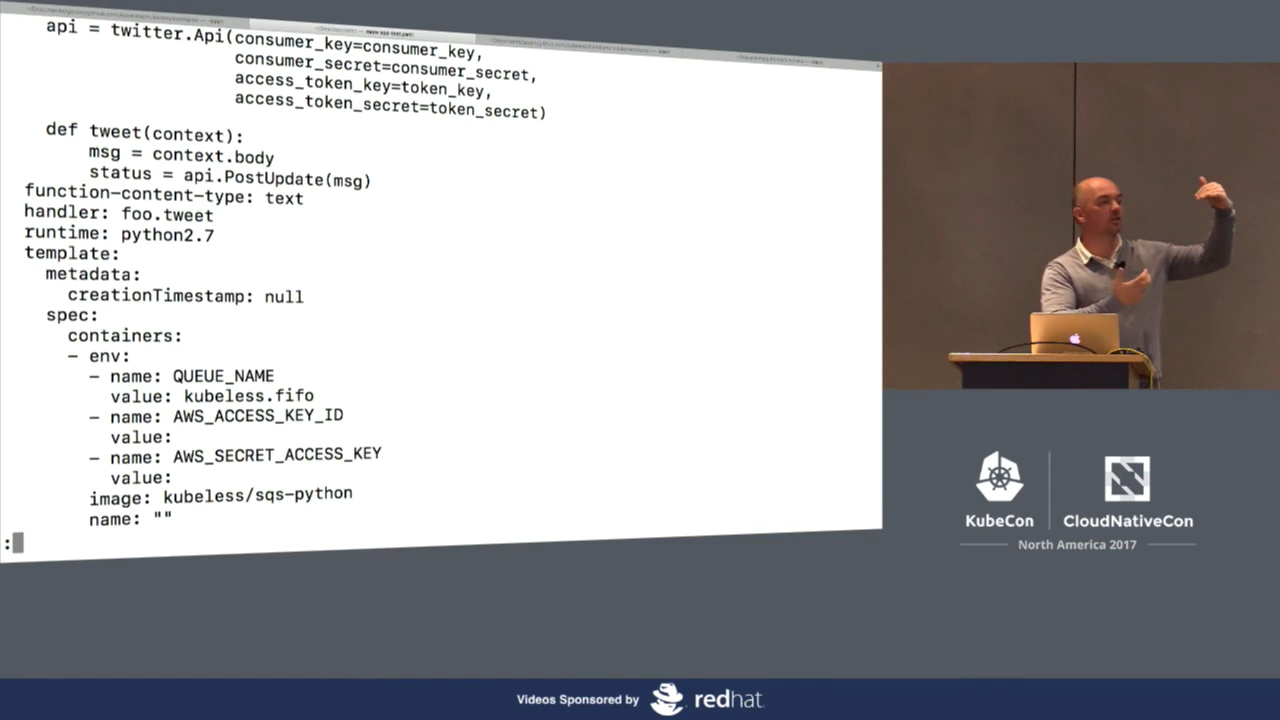 api = twitter.Api(consumer_key=consumer_key,
consumer_secret=consumer_secret,
access_token_key=token_key,
access_token_secret=token_secret)
def tweet(context):
msg = context.body
status = api.PostUpdate(msg)
function-content-type: text
handler: foo.tweet
runtime: python2.7
template:
metadata:
creationTimestamp: null
spec:
containers:
- env:
- name: QUEUE_NAME
value: kubeless.fifo
- name: AWS_ACCESS_KEY_ID
value:
- name: AWS_SECRET_ACCESS_KEY
value:
image: kubeless/sqs-python
name: ""
:
KubeCon
CloudNativeCon
North America 2017
Videos Sponsored by
redhat